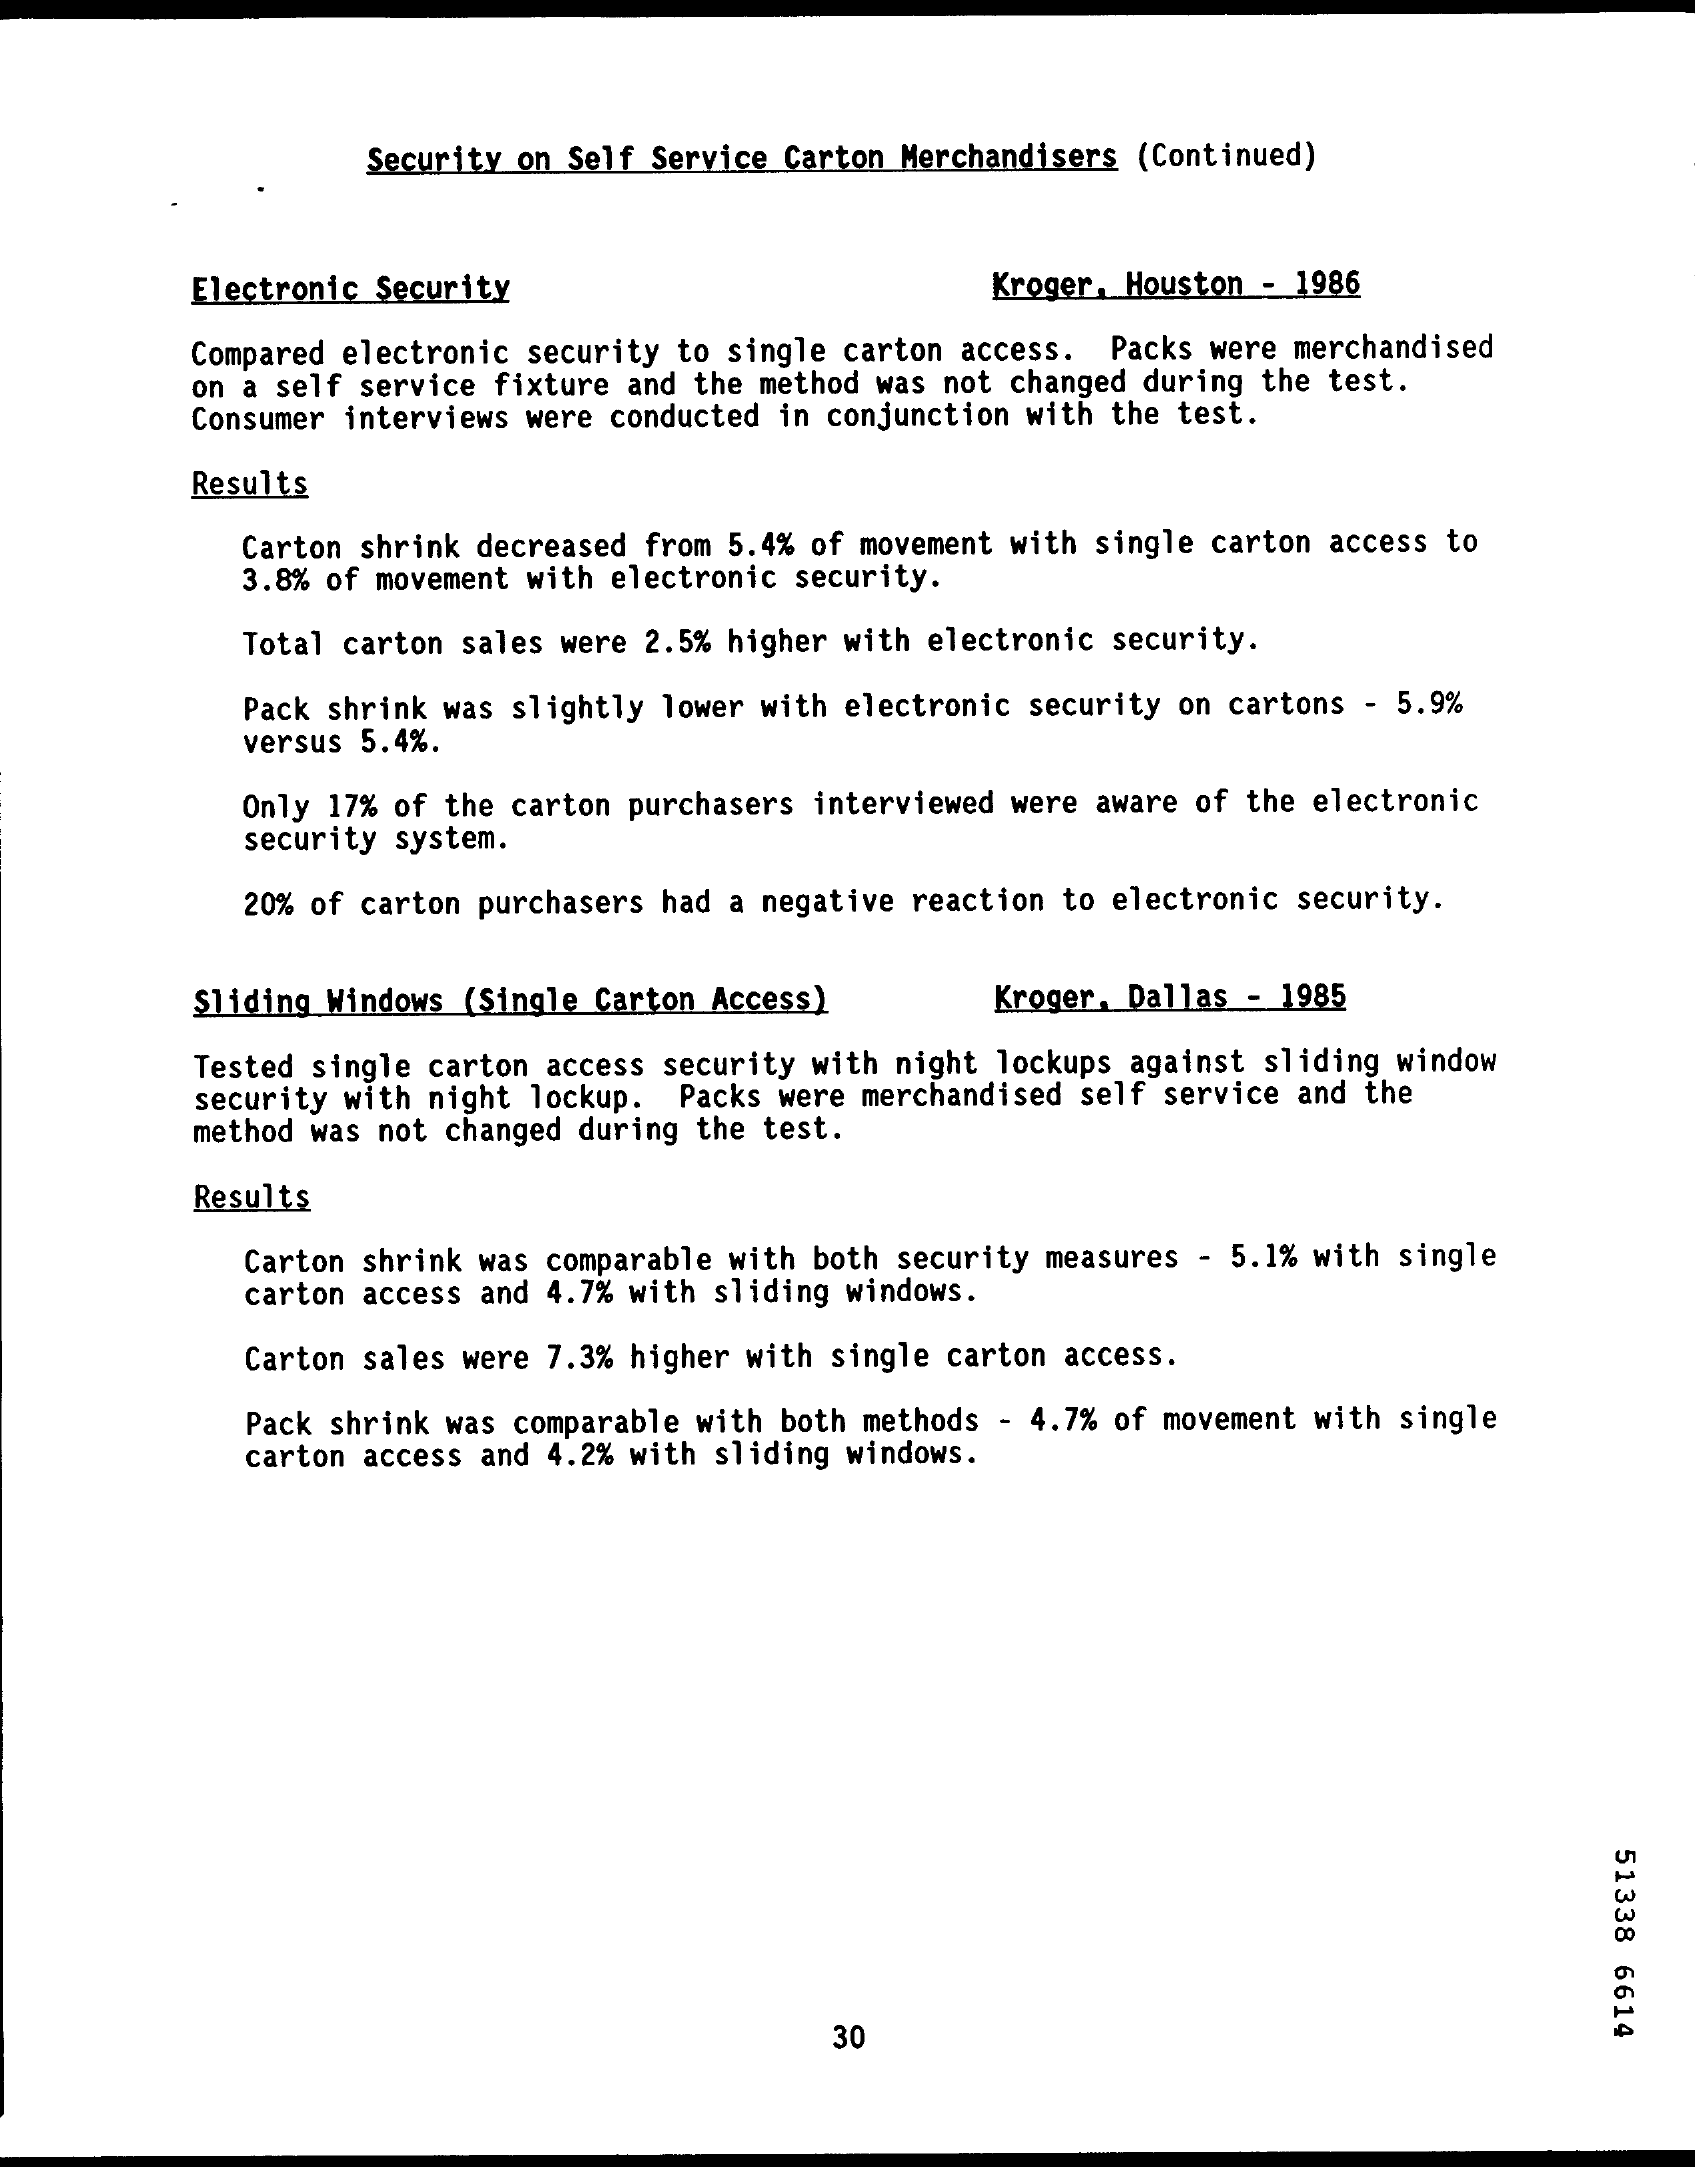 Security on Self Service Carton Merchandisers (Continued)
Electronic Security Kroger, Houston - 1986
Compared electronic security to single carton access. Packs were merchandised
on a self service fixture and the method was not changed during the test.
Consumer interviews were conducted in conjunction with the test.
Results
Carton shrink decreased from 5.4% of movement with single carton access to
3.8% of movement with electronic security.
Total carton sales were 2.5% higher with electronic security.
Pack shrink was slightly lower with electronic security on cartons - 5.9%
versus 5.4%.
Only 17% of the carton purchasers interviewed were aware of the electronic
security system.
20% of carton purchasers had a negative reaction to electronic security.
Sliding Windows (Single Carton Access) Kroger, Dallas - 1985
Tested single carton access security with night lockups against sliding window
security with night lockup. Packs were merchandised self service and the
method was not changed during the test.
Results
Carton shrink was comparable with both security measures - 5.1% with single
carton access and 4.7% with sliding windows.
Carton sales were 7.3% higher with single carton access.
Pack shrink was comparable with both methods - 4.7% of movement with single
carton access and 4.2% with sliding windows.
51338 6614
30